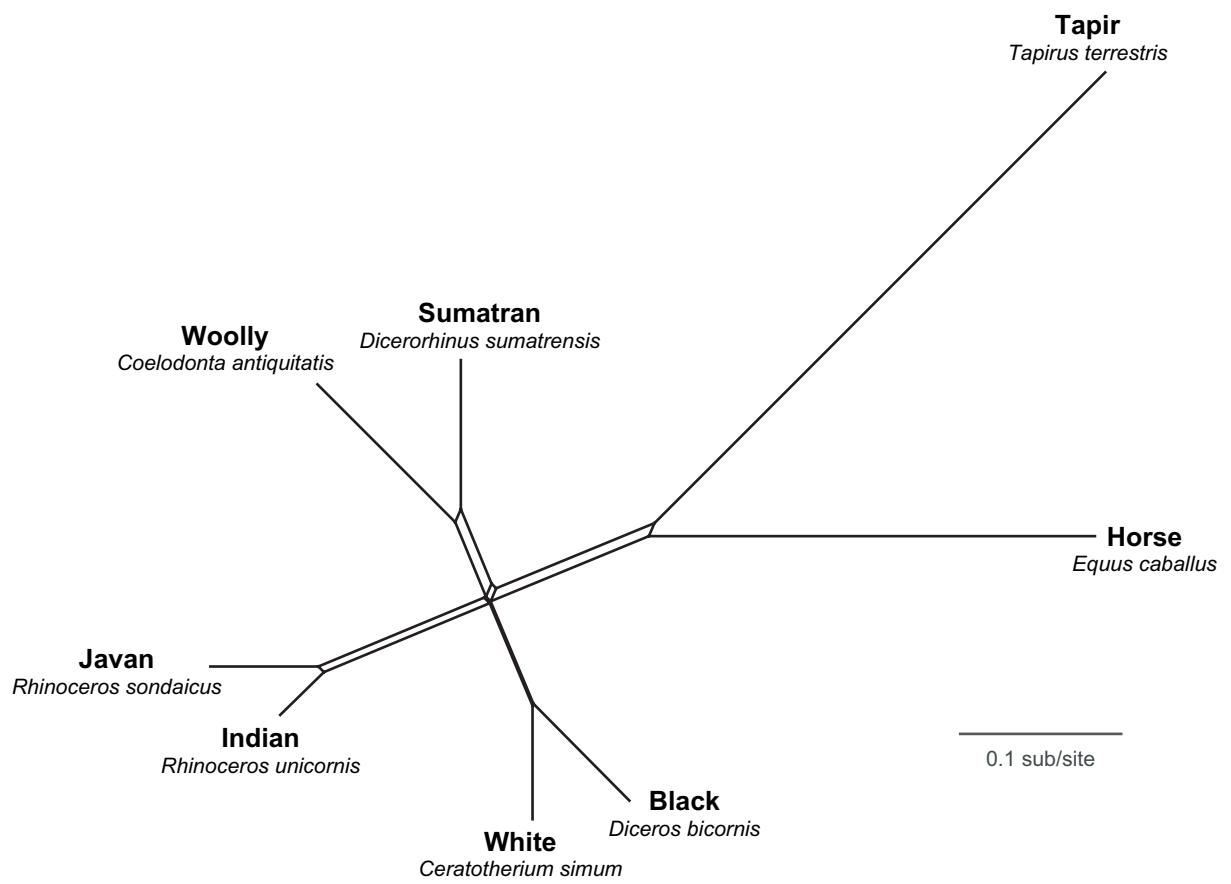 Tapir
Tapirus terrestris
Sumatran
Dicerorhinus sumatrensis
Woolly
Coelodonta antiquitatis
Horse
Equus caballus
Javan
Rhinoceros sondaicus
Indian
Rhinoceros unicornis
0.1 sub/site
Black
Diceros bicornis
White
Ceratotherium simum